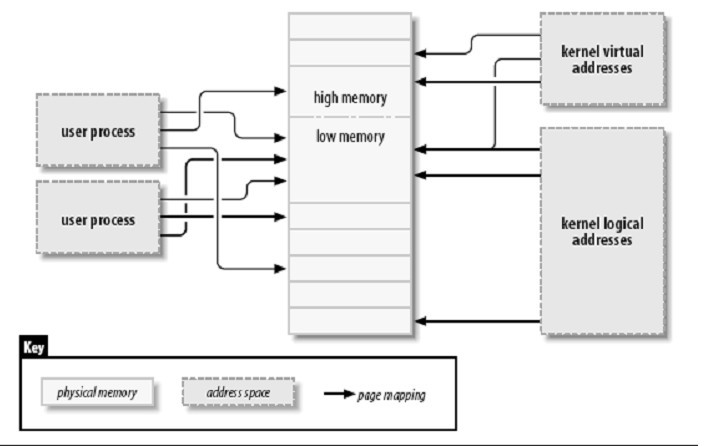 kernel virtual
addresses
high memory
low memory
user process
user process
kernel logical
addresses
Key
physical memory
address space
page mapping